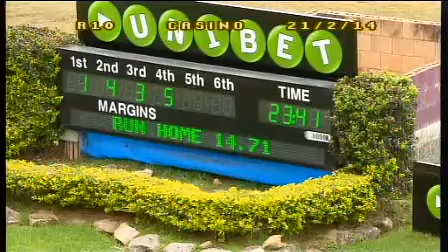 R10 CASINO 21/2/14
UNIBET
1st 2nd 3rd 4th 5th 6th
TIME
1 4 3 5
23:41
MARGINS
RUN HOME 14.71